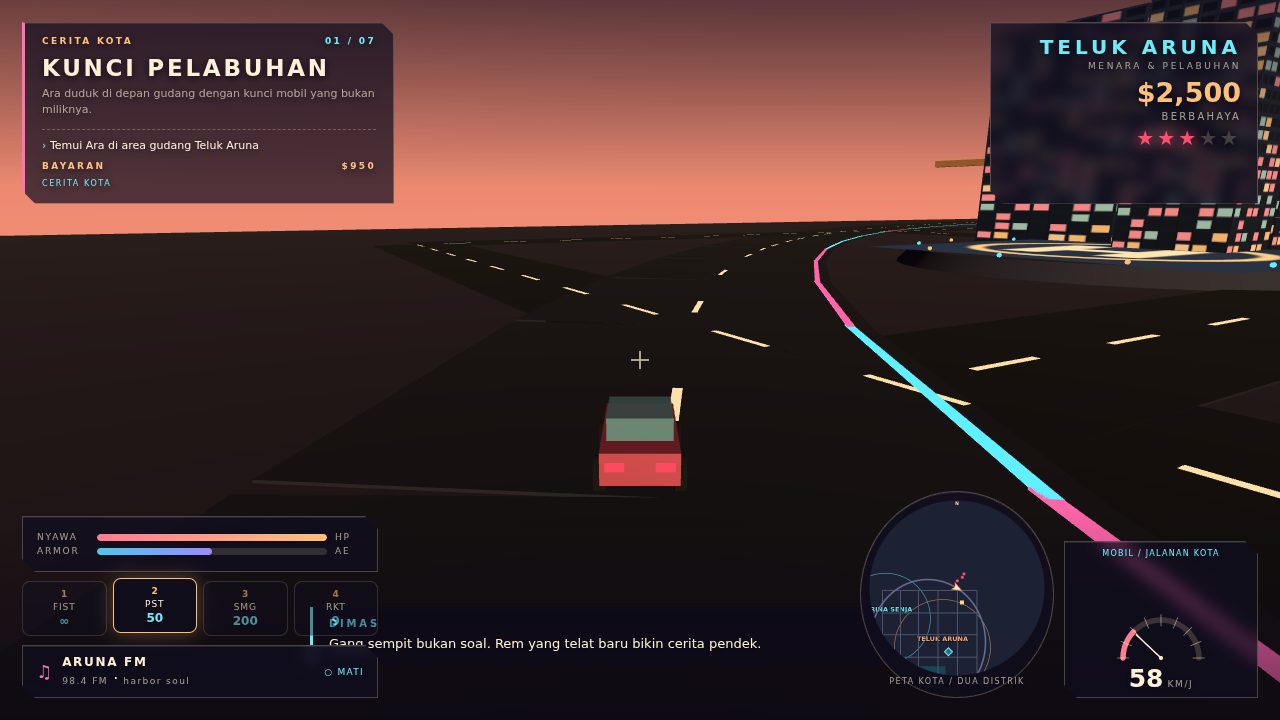 CERITA KOTA 01 / 07
KUNCI PELABUHAN
Ara duduk di depan gudang dengan kunci mobil yang bukan
miliknya.
› Temui Ara di area gudang Teluk Aruna
BAYARAN $950
CERITA KOTA
TELUK ARUNA
MENARA & PELABUHAN
$2,500
BERBAHAYA
★★★★★
NYAWA HP
ARMOR AE
1 2 3 4
FIST PST SMG RKT
∞ 50 200 9
DIMAS
Gang sempit bukan soal. Rem yang telat baru bikin cerita pendek.
♫ ARUNA FM
98.4 FM · harbor soul
○ MATI
N
TELUK ARUNA
PETA KOTA / DUA DISTRIK
MOBIL / JALANAN KOTA
58 KM/J